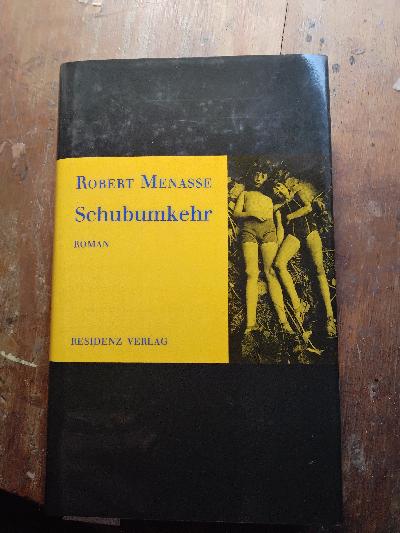 ROBERT MENASSE
Schubumkehr
ROMAN
RESIDENZ VERLAG